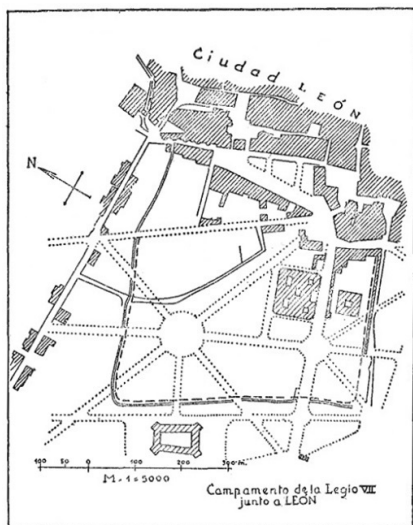 Ciudad LEÓN
N
100 50 0 100 200 300 m.
M. 1=5000
Campamento de la Legio VII
junto a LEÓN